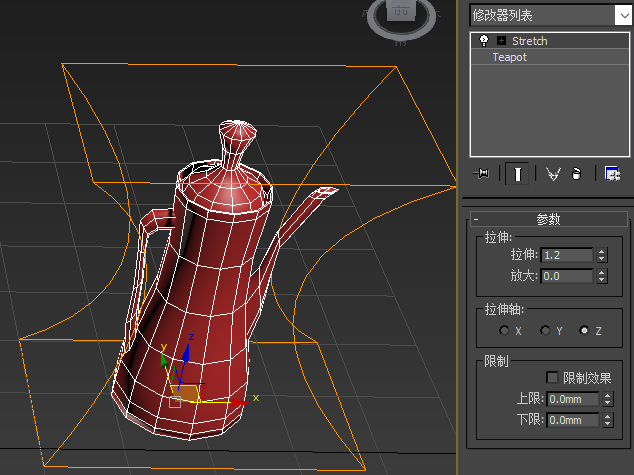 修改器列表
Stretch
Teapot
参数
拉伸:
拉伸: 1.2
放大: 0.0
拉伸轴:
X Y Z
限制
限制效果
上限: 0.0mm
下限: 0.0mm
z
y
x